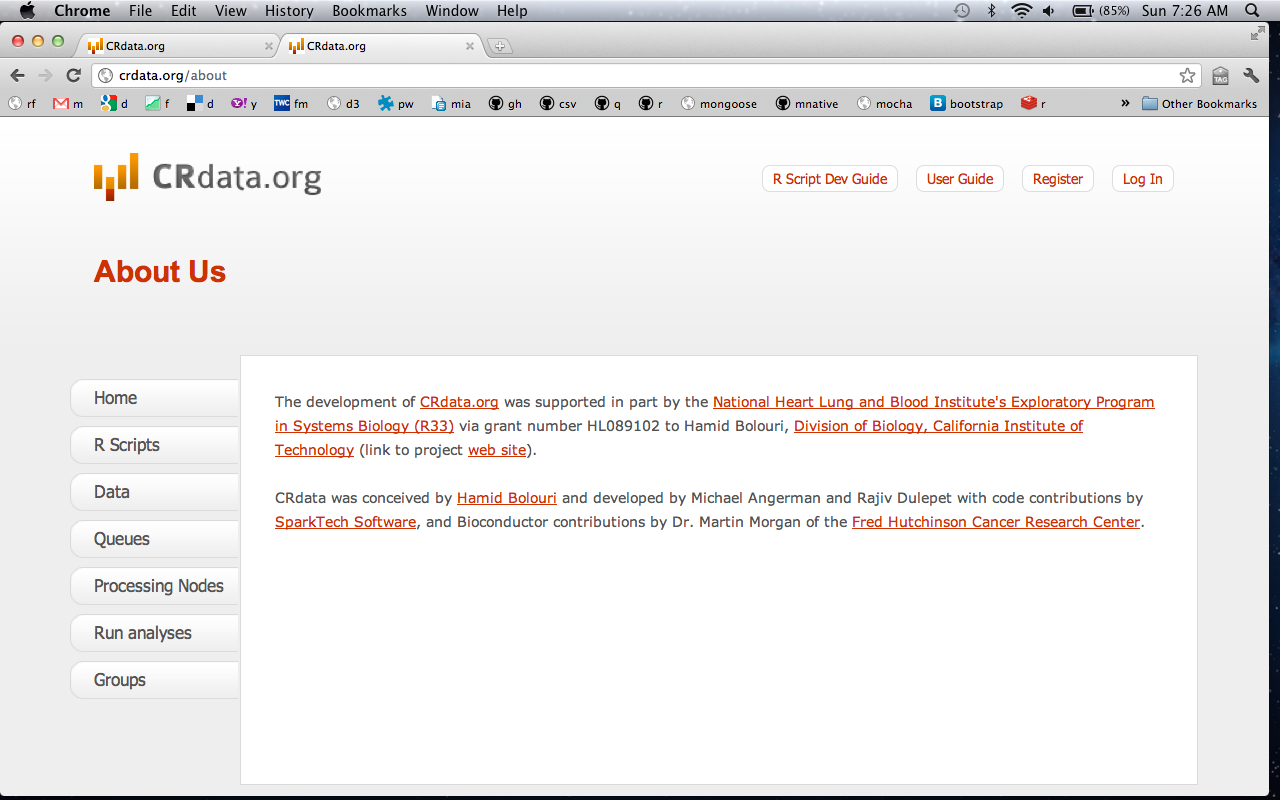 Chrome File Edit View History Bookmarks Window Help (85%) Sun 7:26 AM
CRdata.org CRdata.org
crdata.org/about TAG
rf m d f d y TWC fm d3 pw mia gh csv q r mongoose mnative mocha B bootstrap r » Other Bookmarks
CRdata.org
R Script Dev Guide User Guide Register Log In
About Us
Home
R Scripts
Data
Queues
Processing Nodes
Run analyses
Groups
The development of CRdata.org was supported in part by the National Heart Lung and Blood Institute's Exploratory Program
in Systems Biology (R33) via grant number HL089102 to Hamid Bolouri, Division of Biology, California Institute of
Technology (link to project web site).
CRdata was conceived by Hamid Bolouri and developed by Michael Angerman and Rajiv Dulepet with code contributions by
SparkTech Software, and Bioconductor contributions by Dr. Martin Morgan of the Fred Hutchinson Cancer Research Center.